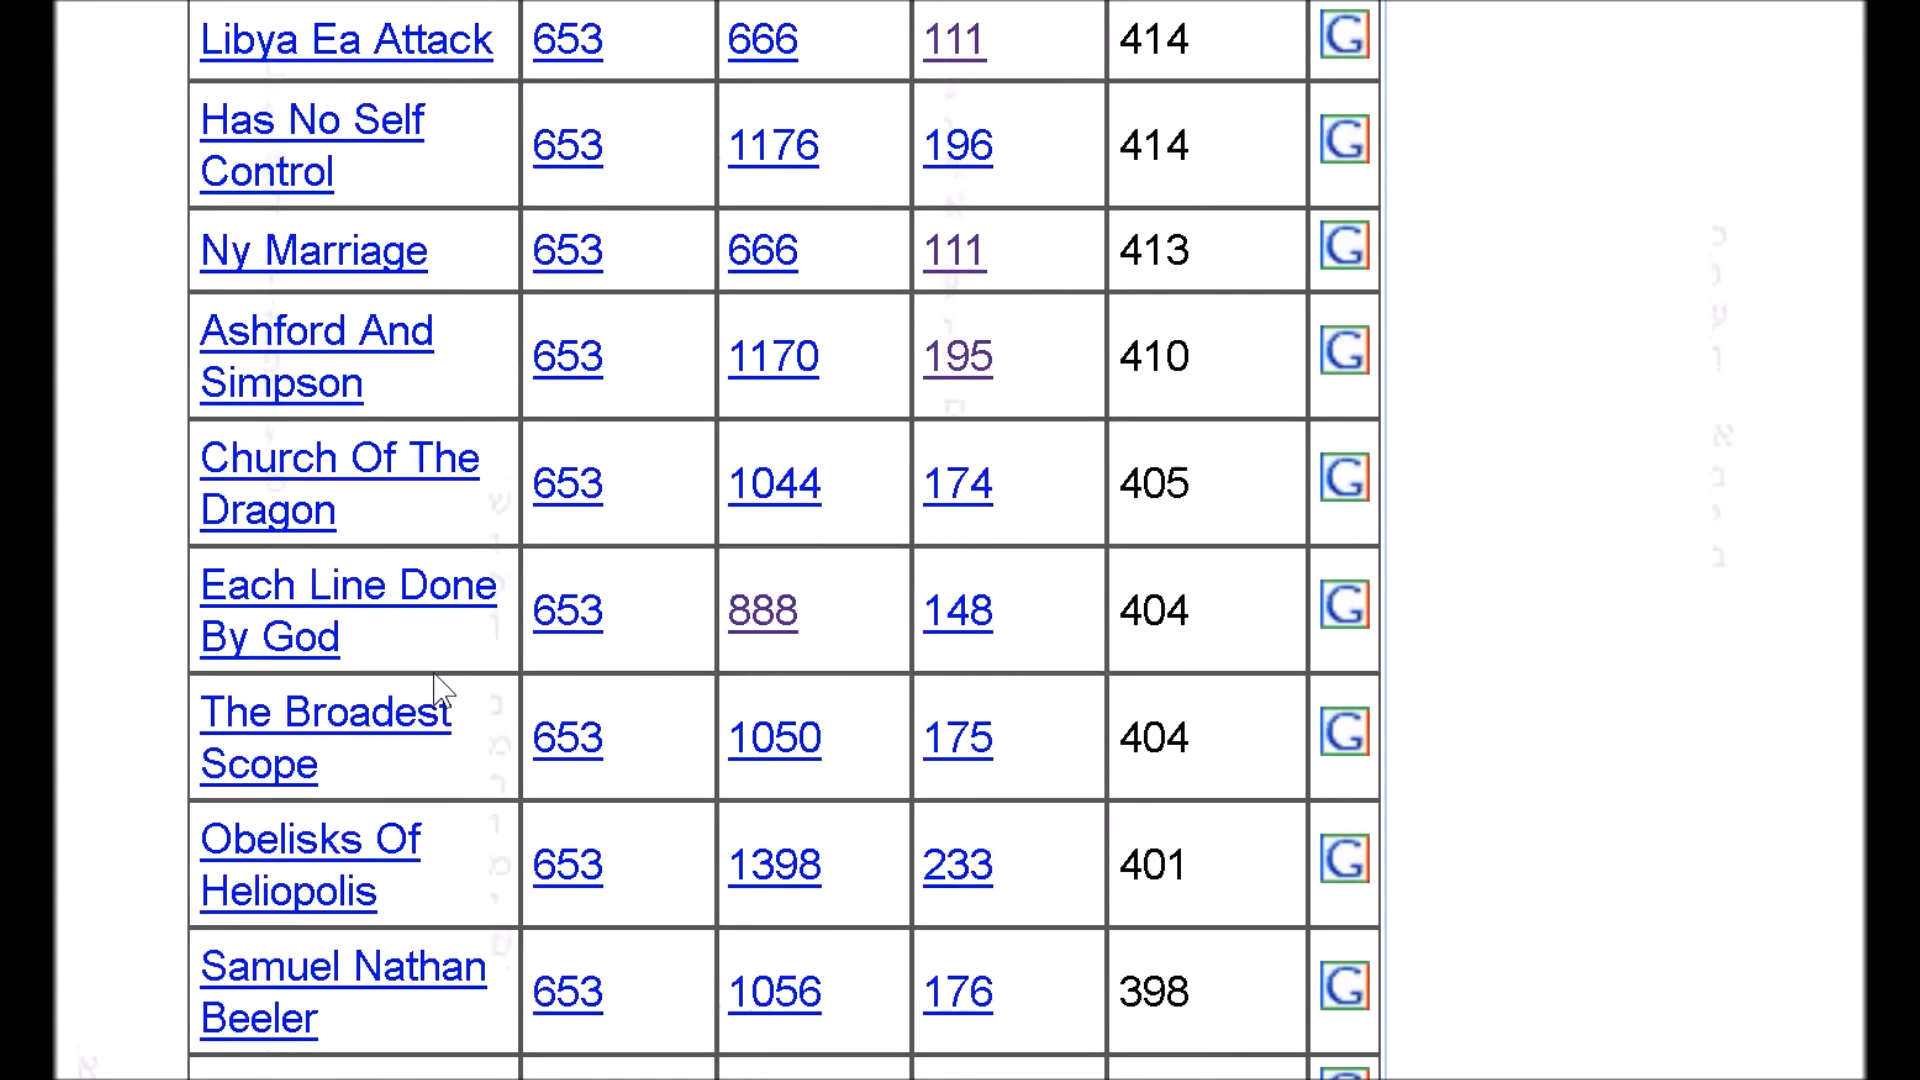 Libya Ea Attack 653 666 111 414 G
Has No Self
Control 653 1176 196 414 G
Ny Marriage 653 666 111 413 G
Ashford And
Simpson 653 1170 195 410 G
Church Of The
Dragon 653 1044 174 405 G
Each Line Done
By God 653 888 148 404 G
The Broadest
Scope 653 1050 175 404 G
Obelisks Of
Heliopolis 653 1398 233 401 G
Samuel Nathan
Beeler 653 1056 176 398 G